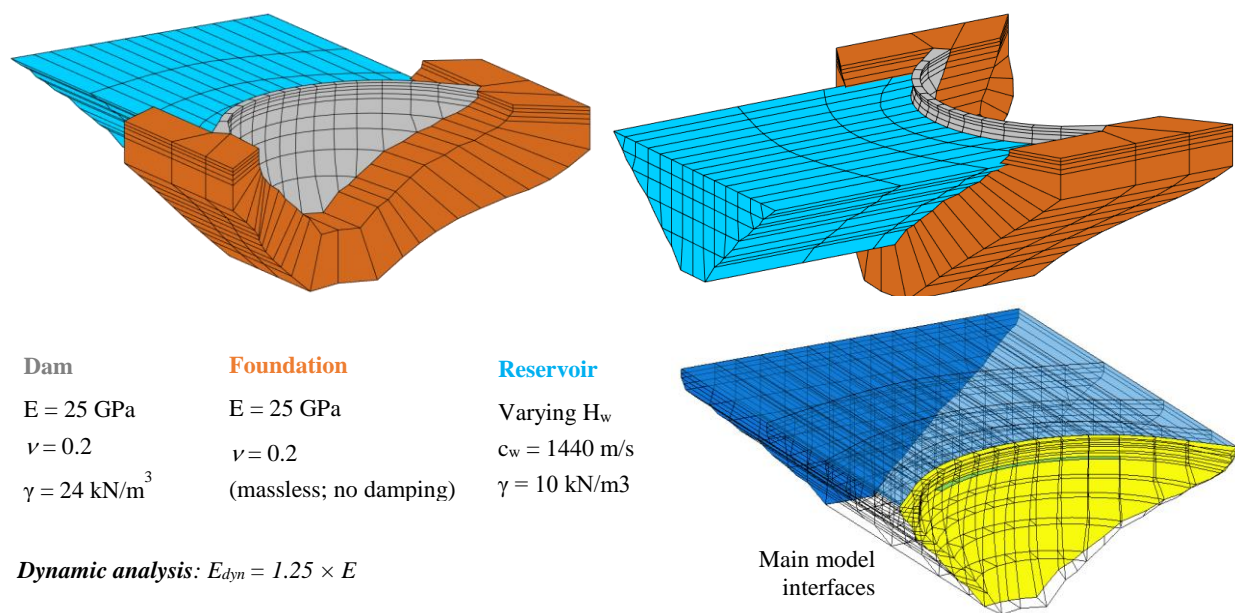 Dam
E = 25 GPa
ν = 0.2
γ = 24 kN/m³
Foundation
E = 25 GPa
ν = 0.2
(massless; no damping)
Reservoir
Varying Hw
cw = 1440 m/s
γ = 10 kN/m3
Dynamic analysis: Edyn = 1.25 × E
Main model
interfaces